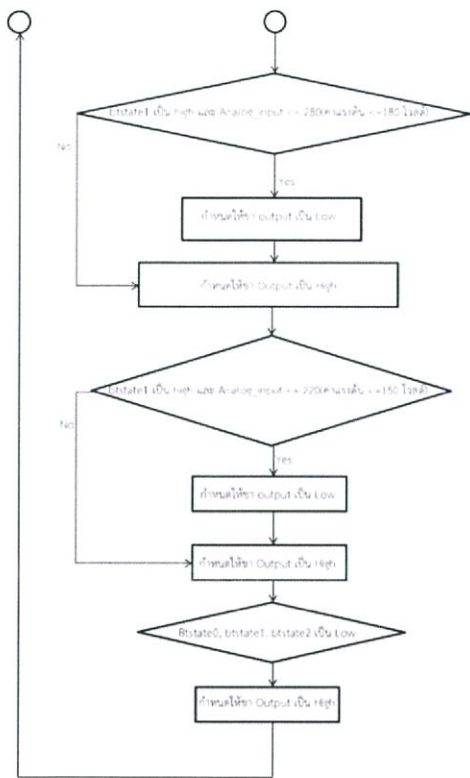 btstate1 เป็น high และ Analog_input <= 280(ค่าแรงดัน <=180 โวลต์)
No
Yes
กำหนดให้ขา output เป็น Low
กำหนดให้ขา Output เป็น High
btstate1 เป็น high และ Analog_input <= 220(ค่าแรงดัน <=150 โวลต์)
No
Yes
กำหนดให้ขา output เป็น Low
กำหนดให้ขา Output เป็น High
Btstate0, btstate1, btstate2 เป็น Low
กำหนดให้ขา Output เป็น High